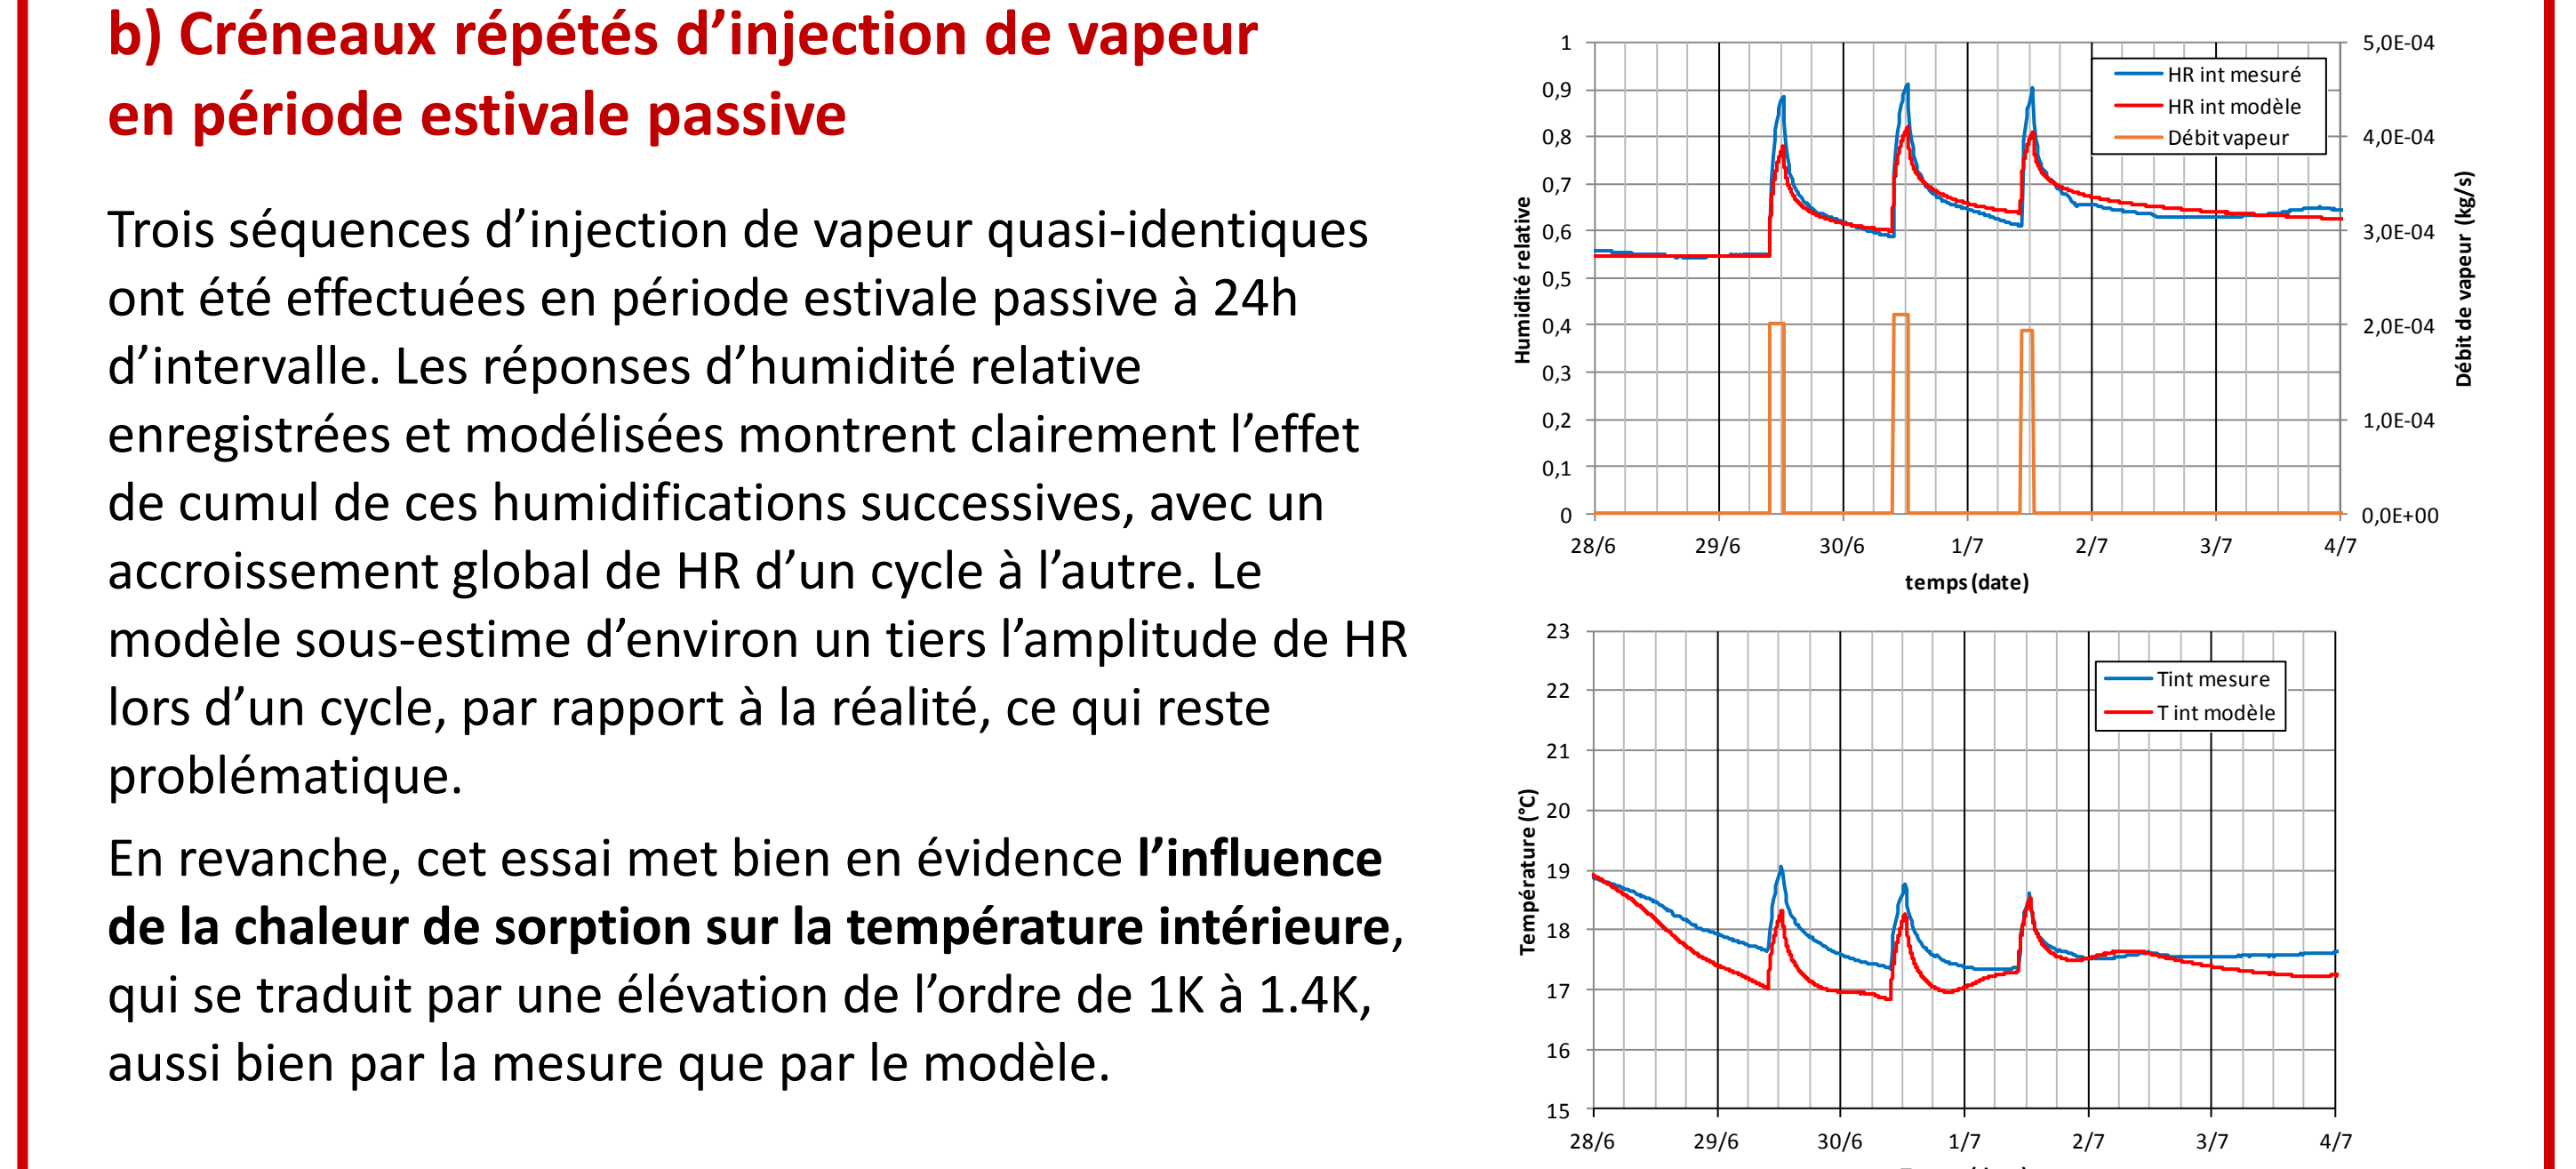 b) Créneaux répétés d’injection de vapeur
en période estivale passive
Trois séquences d’injection de vapeur quasi-identiques
ont été effectuées en période estivale passive à 24h
d’intervalle. Les réponses d’humidité relative
enregistrées et modélisées montrent clairement l’effet
de cumul de ces humidifications successives, avec un
accroissement global de HR d’un cycle à l’autre. Le
modèle sous-estime d’environ un tiers l’amplitude de HR
lors d’un cycle, par rapport à la réalité, ce qui reste
problématique.
En revanche, cet essai met bien en évidence l’influence
de la chaleur de sorption sur la température intérieure,
qui se traduit par une élévation de l’ordre de 1K à 1.4K,
aussi bien par la mesure que par le modèle.
Humidité relative
1
0,9
0,8
0,7
0,6
0,5
0,4
0,3
0,2
0,1
0
HR int mesuré
HR int modèle
Débit vapeur
5,0E-04
4,0E-04
3,0E-04
2,0E-04
1,0E-04
0,0E+00
Débit de vapeur (kg/s)
28/6 29/6 30/6 1/7 2/7 3/7 4/7
temps (date)
Température (°C)
23
22
21
20
19
18
17
16
15
Tint mesure
T int modèle
28/6 29/6 30/6 1/7 2/7 3/7 4/7